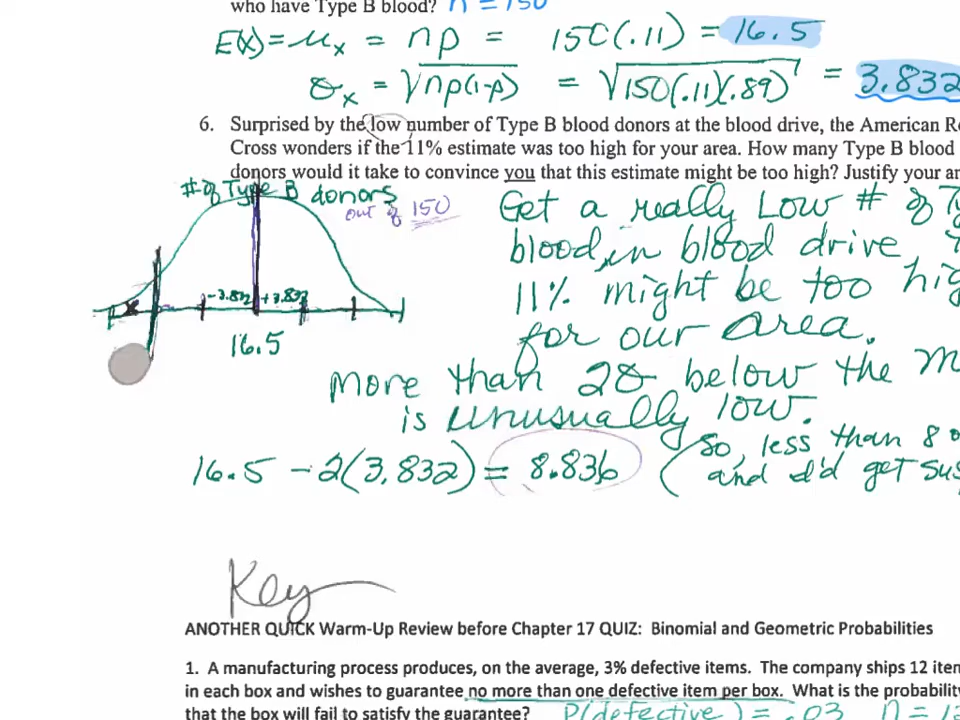 who have Type B blood? n = 150
E(x) = μx = np = 150(.11) = 16.5
σx = √np(1-p) = √150(.11)(.89) = 3.832
6. Surprised by the low number of Type B blood donors at the blood drive, the American
Cross wonders if the 11% estimate was too high for your area. How many Type B blood
donors would it take to convince you that this estimate might be too high? Justify your
# of Type B donors
out of 150
Get a really Low # of
blood, in blood drive,
11% might be too
for our area.
-3.832 +3.832
16.5
More than 2σ below the
is unusually low.
16.5 - 2(3.832) = 8.836
(so, less than 8
and I'd get
Key
ANOTHER QUICK Warm-Up Review before Chapter 17 QUIZ: Binomial and Geometric Probabilities
1. A manufacturing process produces, on the average, 3% defective items. The company ships 12
in each box and wishes to guarantee no more than one defective item per box. What is the
that the box will fail to satisfy the guarantee? P(defective) = .03 n =